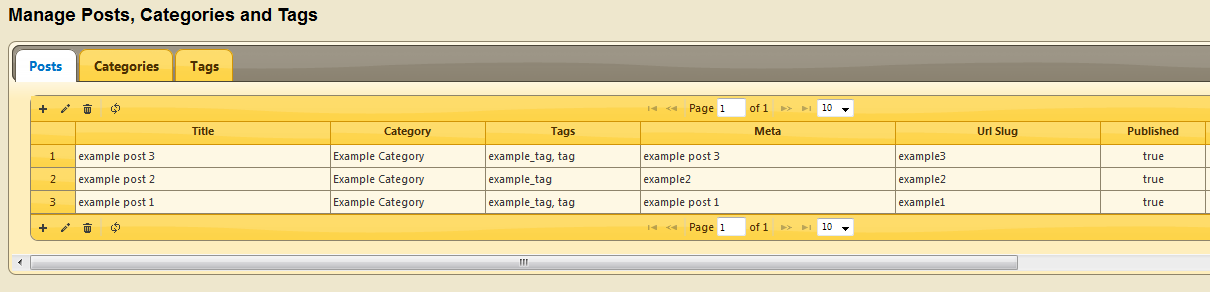 Manage Posts, Categories and Tags
Posts Categories Tags
Page 1 of 1 10
Title Category Tags Meta Url Slug Published
1 example post 3 Example Category example_tag, tag example post 3 example3 true
2 example post 2 Example Category example_tag example2 example2 true
3 example post 1 Example Category example_tag, tag example post 1 example1 true
Page 1 of 1 10